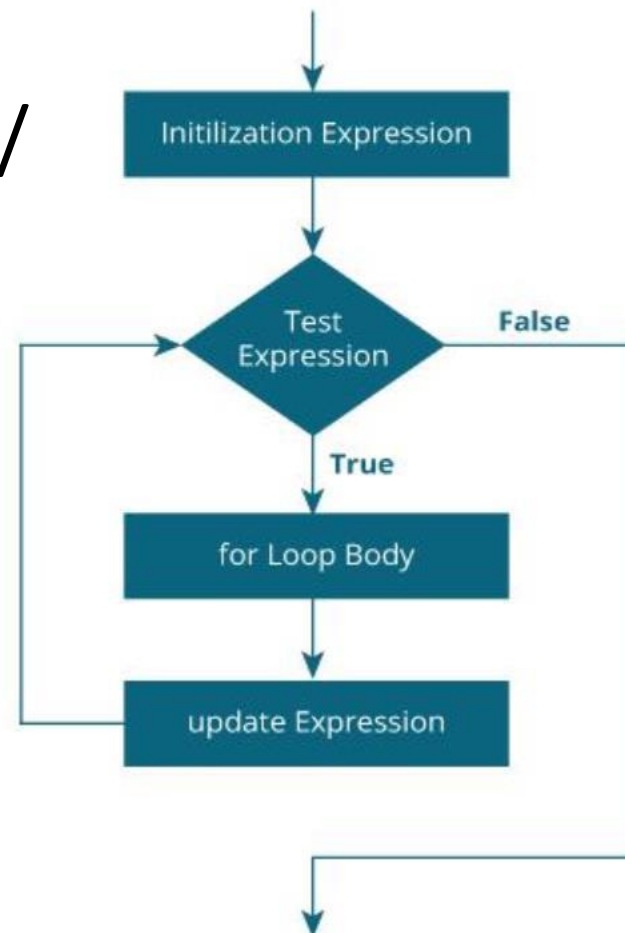 /
Initilization Expression
Test
Expression
False
True
for Loop Body
update Expression